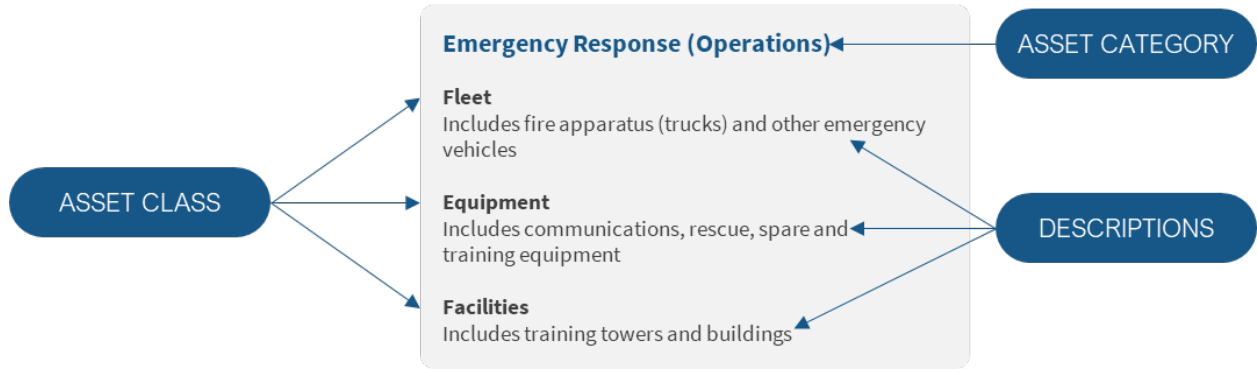 Emergency Response (Operations)
ASSET CATEGORY
Fleet
Includes fire apparatus (trucks) and other emergency
vehicles
ASSET CLASS
Equipment
Includes communications, rescue, spare and
training equipment
DESCRIPTIONS
Facilities
Includes training towers and buildings